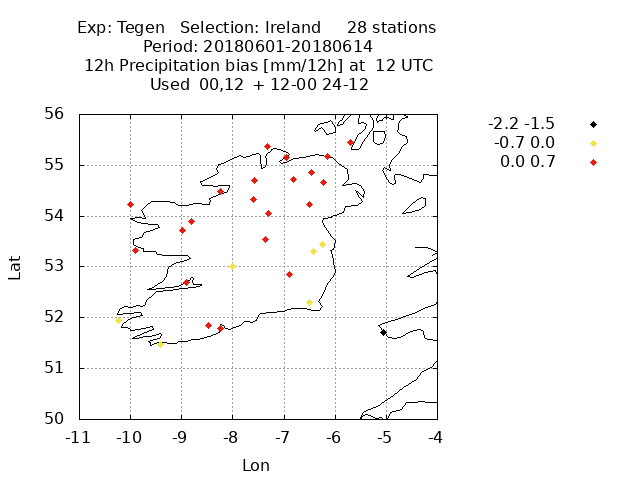 Exp: Tegen   Selection: Ireland     28 stations
Period: 20180601-20180614
12h Precipitation bias [mm/12h] at  12 UTC
Used 00,12  + 12-00 24-12
-2.2 -1.5
-0.7 0.0
0.0 0.7
56
55
54
53
52
51
50
Lat
-11 -10 -9 -8 -7 -6 -5 -4
Lon